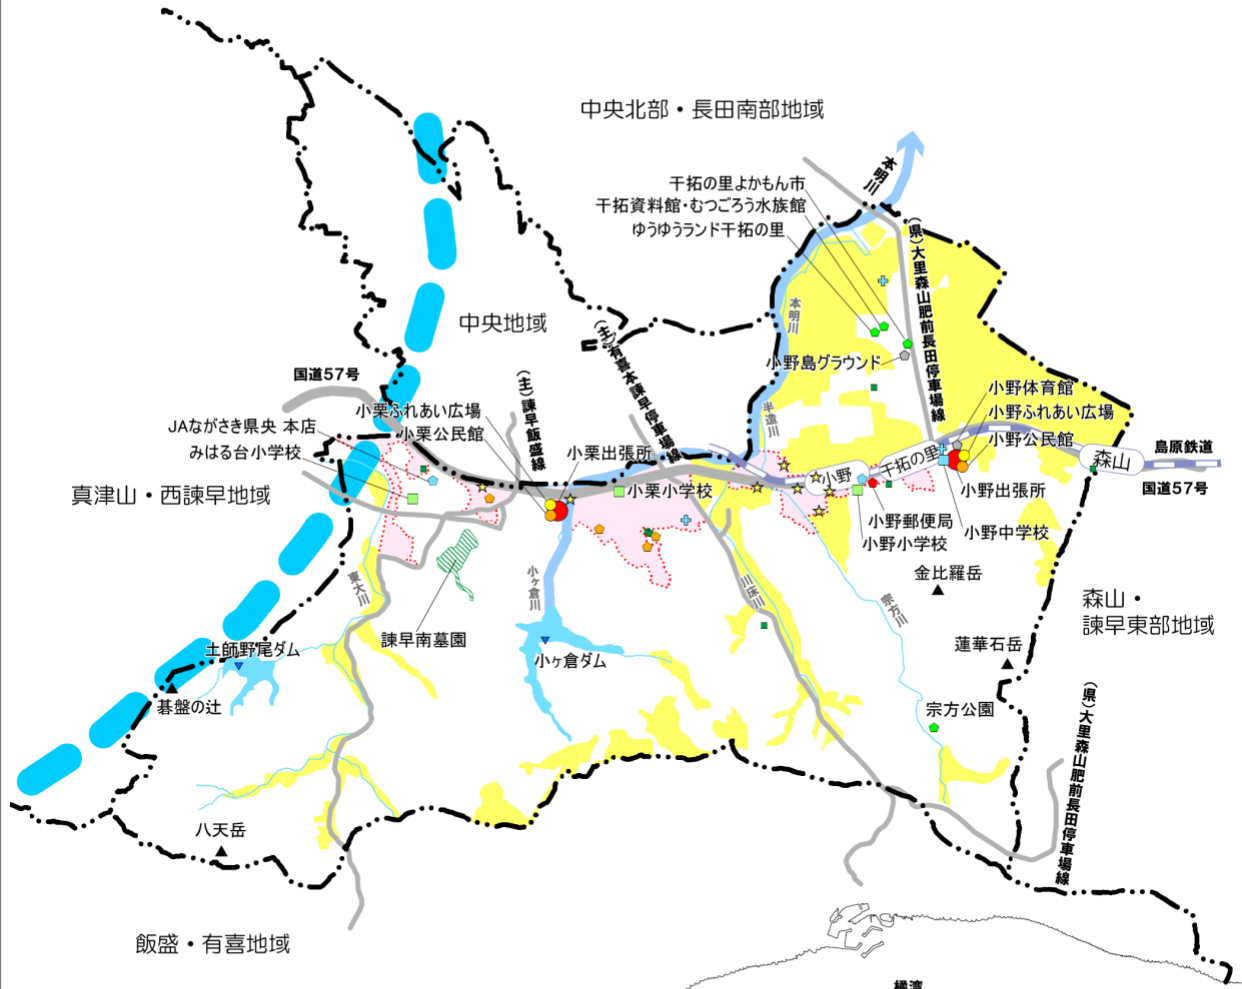 中央北部・長田南部地域
本明川
干拓の里よかもん市
干拓資料館・むつごろう水族館
ゆうゆうランド干拓の里
(県)大里森山肥前長田停車場線
本明川
中央地域
(主)有喜本諫早停車場線
小野島グラウンド
国道57号
(主)諫早飯盛線
小野体育館
小栗ふれあい広場
小野ふれあい広場
JAながさき県央 本店
小栗公民館
半造川
小野公民館
みはる台小学校
小栗出張所
干拓の里
島原鉄道
森山
小野
真津山・西諫早地域
小栗小学校
小野出張所
国道57号
小野郵便局
小野中学校
小野小学校
東大川
小ヶ倉川
川床川
金比羅岳
宗方川
森山・
諫早東部地域
諫早南墓園
土師野尾ダム
小ヶ倉ダム
蓮華石岳
碁盤の辻
宗方公園
(県)大里森山肥前長田停車場線
八天岳
飯盛・有喜地域
橘湾